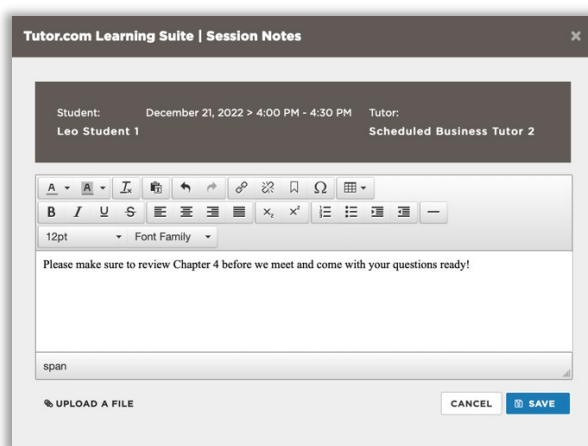 Tutor.com Learning Suite | Session Notes
Student: December 21, 2022 > 4:00 PM - 4:30 PM Tutor:
Leo Student 1 Scheduled Business Tutor 2
12pt Font Family
Please make sure to review Chapter 4 before we meet and come with your questions ready!
span
UPLOAD A FILE CANCEL SAVE